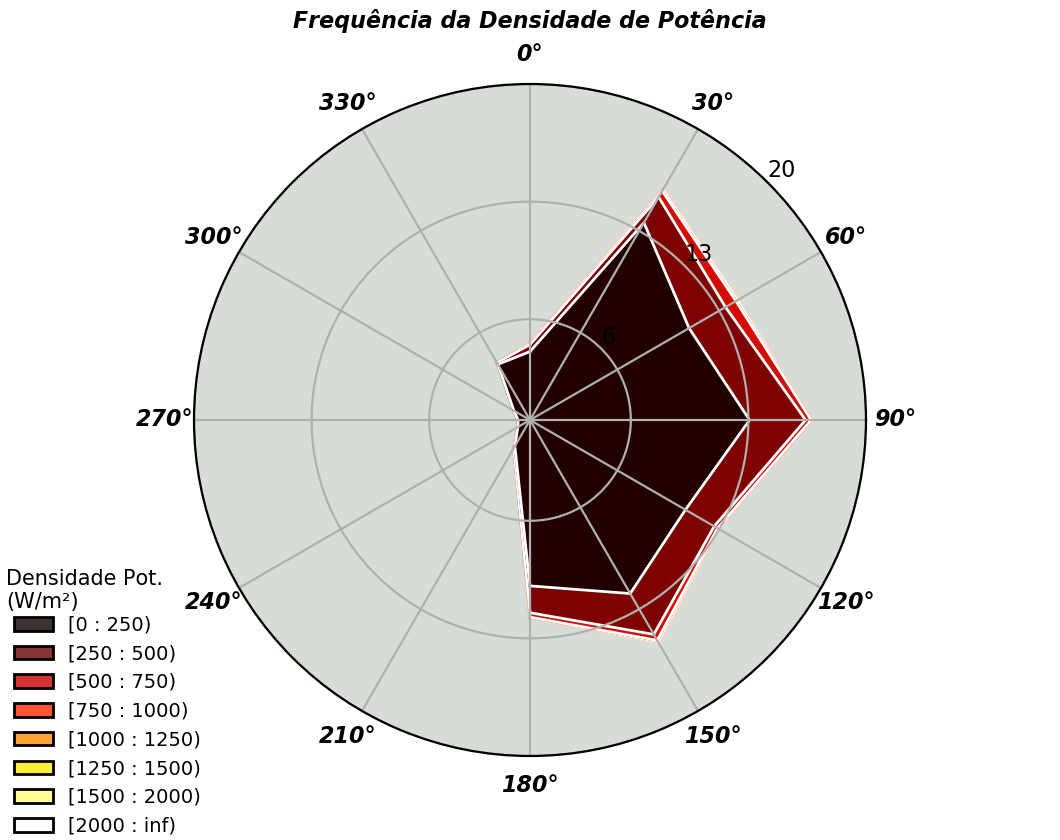 Frequência da Densidade de Potência
0°
330°
30°
20
300°
60°
13
6
270°
90°
240°
120°
210°
150°
180°
Densidade Pot.
(W/m²)
[0 : 250)
[250 : 500)
[500 : 750)
[750 : 1000)
[1000 : 1250)
[1250 : 1500)
[1500 : 2000)
[2000 : inf)